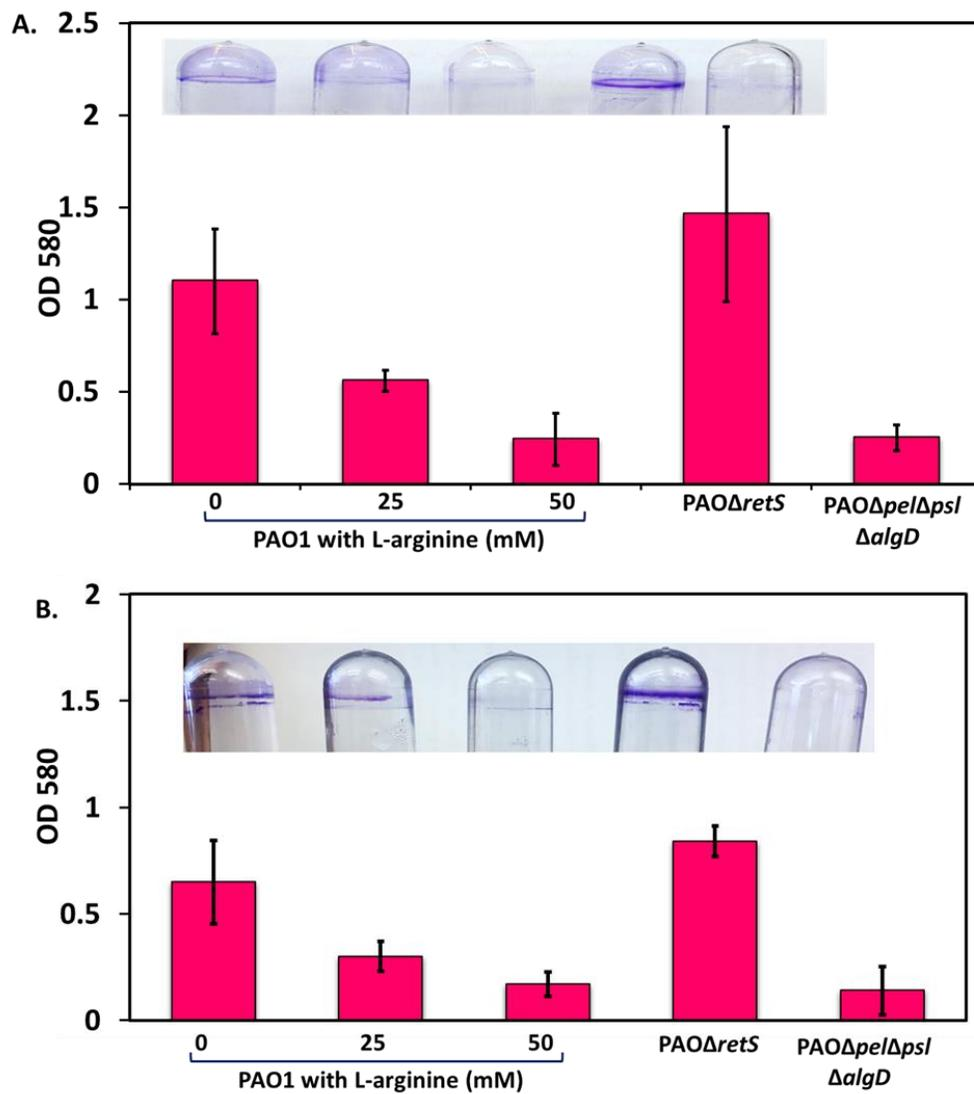 A.
2.5
2
1.5
1
0.5
0
OD 580
0 25 50 PAOΔretS PAOΔpelΔpsl
ΔalgD
PAO1 with L-arginine (mM)
B.
2
1.5
1
0.5
0
OD 580
0 25 50 PAOΔretS PAOΔpelΔpsl
ΔalgD
PAO1 with L-arginine (mM)